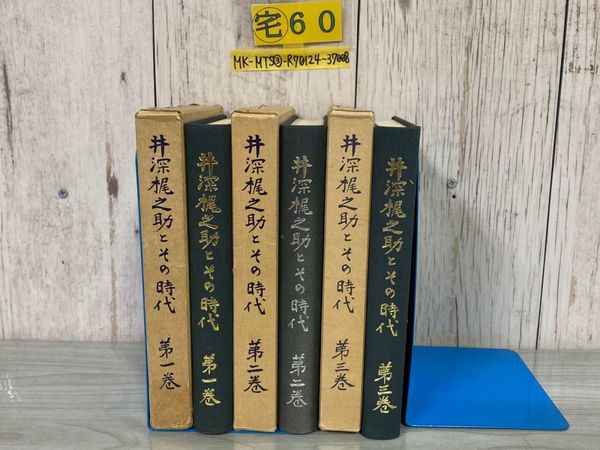 宅60
MK-MTS③-R70124-37008
井深梶之助とその時代 第一巻
井深梶之助とその時代 第一巻
井深梶之助とその時代 第二巻
井深梶之助とその時代 第二巻
井深梶之助とその時代 第三巻
井深梶之助とその時代 第三巻